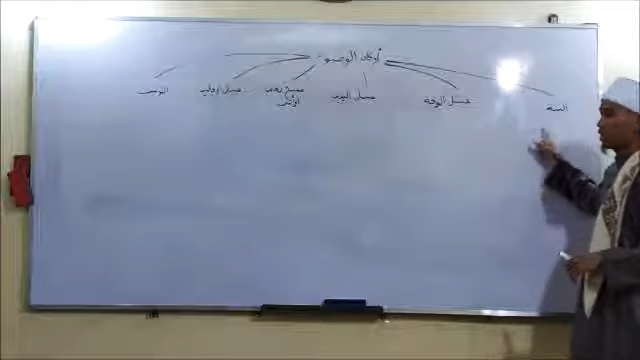 أركان الوضوء
النية
غسل الوجه
غسل اليدين
مسح بعض
الرأس
غسل الرجلين
الترتيب